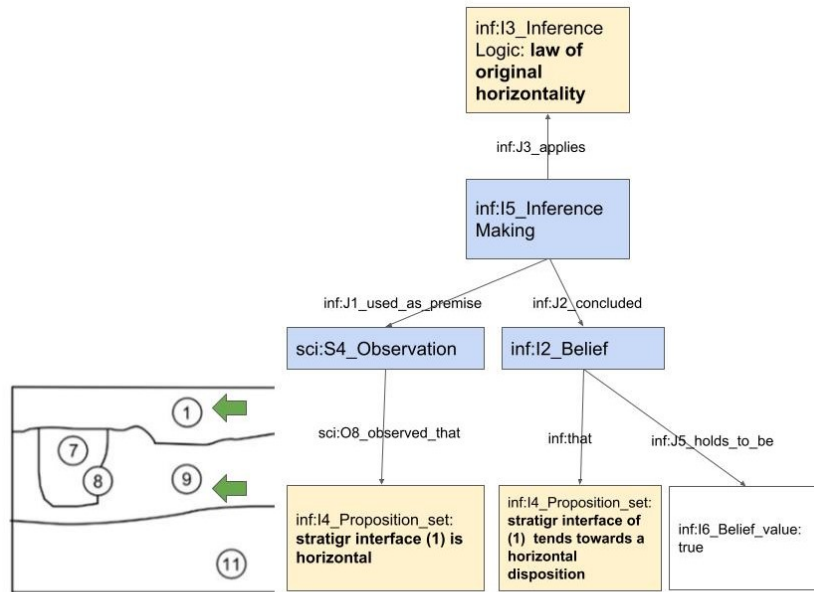 inf:I3_Inference
Logic: law of
original
horizontality
inf:J3_applies
inf:I5_Inference
Making
inf:J1_used_as_premise
inf:J2_concluded
sci:S4_Observation
inf:I2_Belief
1
7
8
9
11
sci:O8_observed_that
inf:that
inf:J5_holds_to_be
inf:I4_Proposition_set:
stratigr interface (1) is
horizontal
inf:I4_Proposition_set:
stratigr interface of
(1) tends towards a
horizontal
disposition
inf:I6_Belief_value:
true